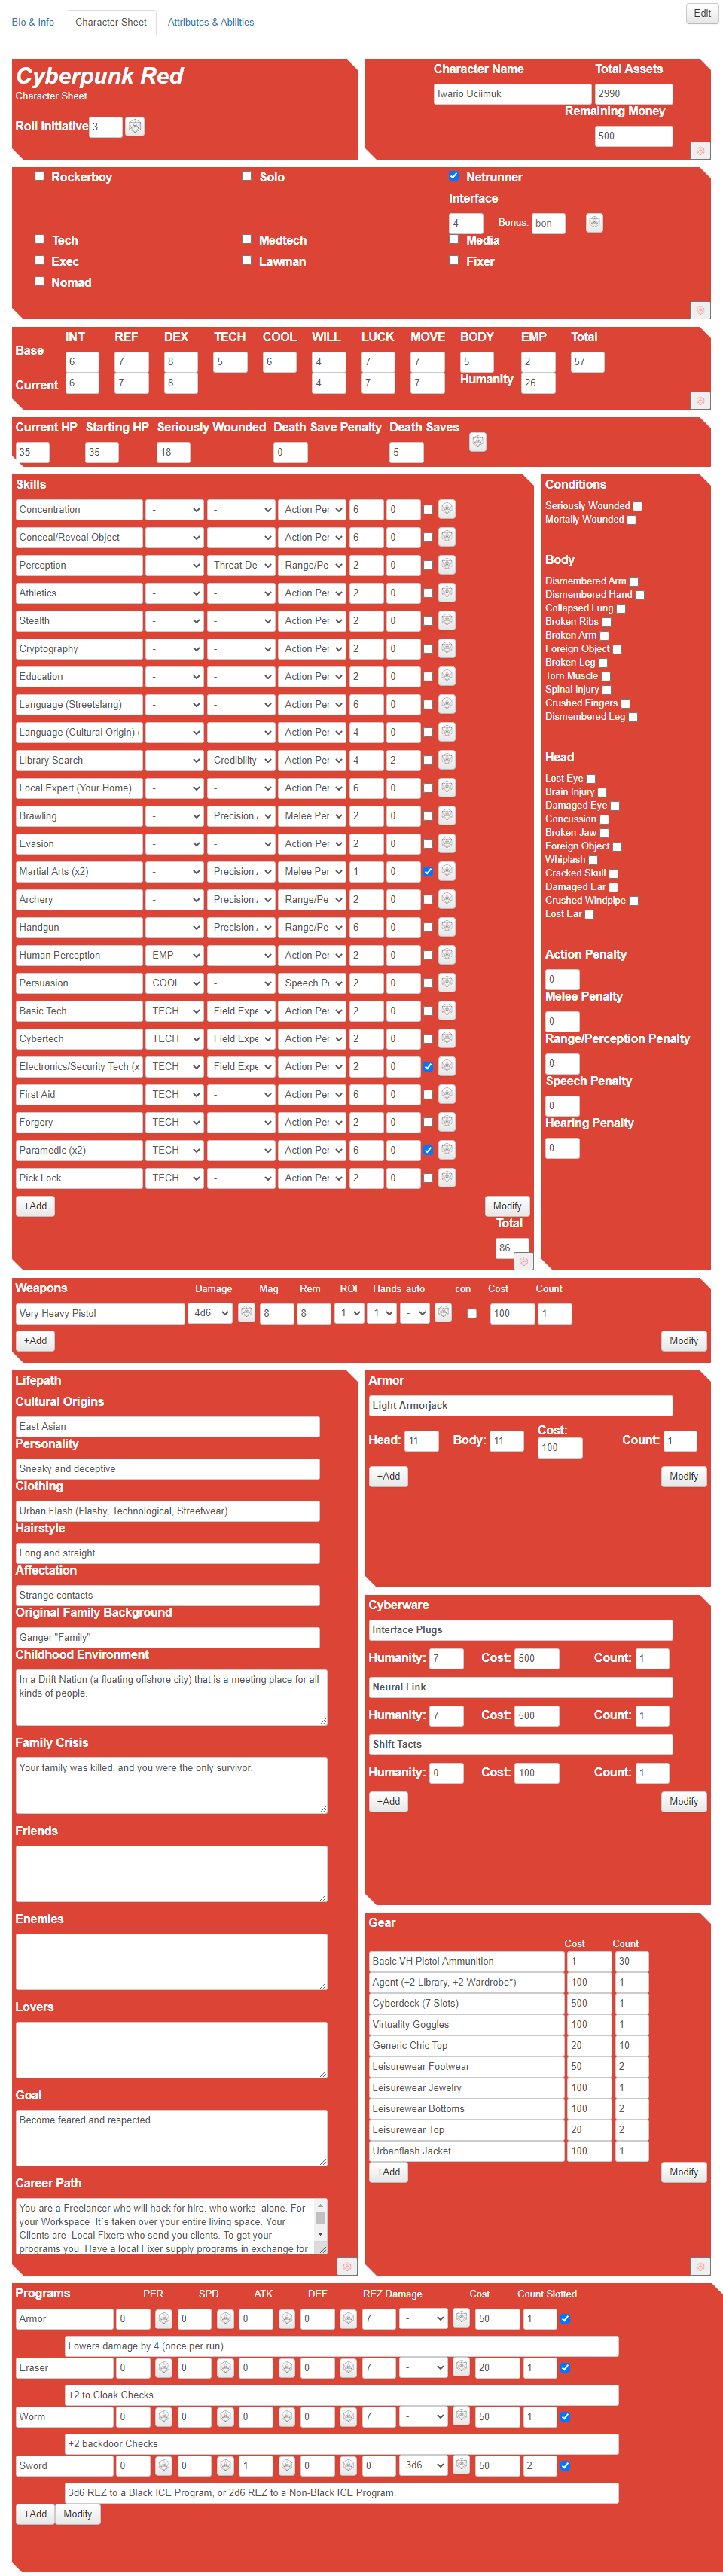 Bio & Info Character Sheet Attributes & Abilities Edit
Cyberpunk Red
Character Sheet
Roll Initiative 3
Character Name Total Assets
Iwario Uciimuk 2990
Remaining Money
500
Rockerboy Solo Netrunner
Interface
4 Bonus: bon
Tech Medtech Media
Exec Lawman Fixer
Nomad
INT REF DEX TECH COOL WILL LUCK MOVE BODY EMP Total
Base 6 7 8 5 6 4 7 7 5 2 57
Current 6 7 8 4 7 7 Humanity 26
Current HP Starting HP Seriously Wounded Death Save Penalty Death Saves
35 35 18 0 5
Skills
Concentration - - Action Per 6 0
Conceal/Reveal Object - - Action Per 6 0
Perception - Threat De Range/Pe 2 0
Athletics - - Action Per 2 0
Stealth - - Action Per 2 0
Cryptography - - Action Per 2 0
Education - - Action Per 2 0
Language (Streetslang) - - Action Per 6 0
Language (Cultural Origin) ( - - Action Per 4 0
Library Search - Credibility Action Per 4 2
Local Expert (Your Home) - - Action Per 6 0
Brawling - Precision A Melee Per 2 0
Evasion - - Action Per 2 0
Martial Arts (x2) - Precision A Melee Per 1 0
Archery - Precision A Range/Pe 2 0
Handgun - Precision A Range/Pe 6 0
Human Perception EMP - Action Per 2 0
Persuasion COOL - Speech P 2 0
Basic Tech TECH Field Expe Action Per 2 0
Cybertech TECH Field Expe Action Per 2 0
Electronics/Security Tech (x TECH Field Expe Action Per 2 0
First Aid TECH - Action Per 6 0
Forgery TECH - Action Per 2 0
Paramedic (x2) TECH - Action Per 6 0
Pick Lock TECH - Action Per 2 0
+Add Modify
Total
86
Conditions
Seriously Wounded
Mortally Wounded
Body
Dismembered Arm
Dismembered Hand
Collapsed Lung
Broken Ribs
Broken Arm
Foreign Object
Broken Leg
Torn Muscle
Spinal Injury
Crushed Fingers
Dismembered Leg
Head
Lost Eye
Brain Injury
Damaged Eye
Concussion
Broken Jaw
Foreign Object
Whiplash
Cracked Skull
Damaged Ear
Crushed Windpipe
Lost Ear
Action Penalty
0
Melee Penalty
0
Range/Perception Penalty
0
Speech Penalty
0
Hearing Penalty
0
Weapons Damage Mag Rem ROF Hands auto con Cost Count
Very Heavy Pistol 4d6 8 8 1 1 - 100 1
+Add Modify
Lifepath
Cultural Origins
East Asian
Personality
Sneaky and deceptive
Clothing
Urban Flash (Flashy, Technological, Streetwear)
Hairstyle
Long and straight
Affectation
Strange contacts
Original Family Background
Ganger "Family"
Childhood Environment
In a Drift Nation (a floating offshore city) that is a meeting place for all
kinds of people.
Family Crisis
Your family was killed, and you were the only survivor.
Friends
Enemies
Lovers
Goal
Become feared and respected.
Career Path
You are a Freelancer who will hack for hire. who works alone. For
your Workspace It`s taken over your entire living space. Your
Clients are Local Fixers who send you clients. To get your
programs you Have a local Fixer supply programs in exchange for
Armor
Light Armorjack
Head: 11 Body: 11 Cost: 100 Count: 1
+Add Modify
Cyberware
Interface Plugs
Humanity: 7 Cost: 500 Count: 1
Neural Link
Humanity: 7 Cost: 500 Count: 1
Shift Tacts
Humanity: 0 Cost: 100 Count: 1
+Add Modify
Gear
Cost Count
Basic VH Pistol Ammunition 1 30
Agent (+2 Library, +2 Wardrobe*) 100 1
Cyberdeck (7 Slots) 500 1
Virtuality Goggles 100 1
Generic Chic Top 20 10
Leisurewear Footwear 50 2
Leisurewear Jewelry 100 1
Leisurewear Bottoms 100 2
Leisurewear Top 20 2
Urbanflash Jacket 100 1
+Add Modify
Programs PER SPD ATK DEF REZ Damage Cost Count Slotted
Armor 0 0 0 0 7 - 50 1
Lowers damage by 4 (once per run)
Eraser 0 0 0 0 7 - 20 1
+2 to Cloak Checks
Worm 0 0 0 0 7 - 50 1
+2 backdoor Checks
Sword 0 0 1 0 0 3d6 50 2
3d6 REZ to a Black ICE Program, or 2d6 REZ to a Non-Black ICE Program.
+Add Modify